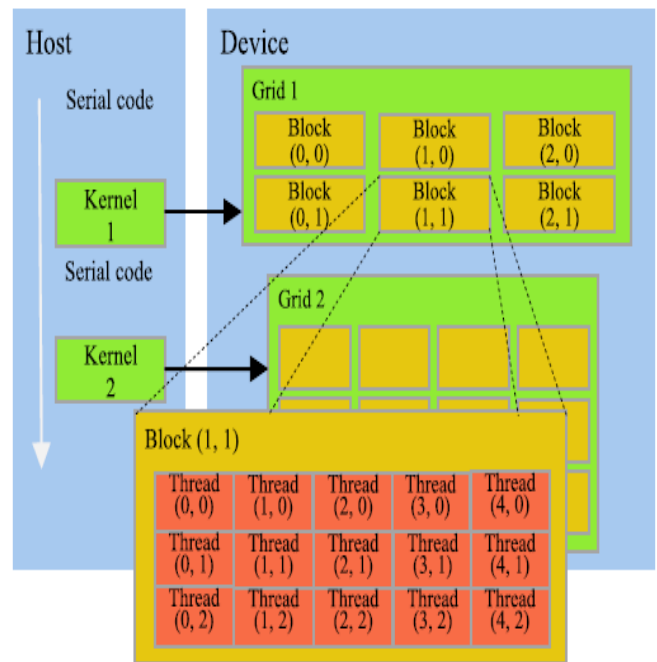 Host
Device
Serial code
Grid 1
Block
(0, 0)
Block
(1, 0)
Block
(2, 0)
Kernel
1
Block
(0, 1)
Block
(1, 1)
Block
(2, 1)
Serial code
Grid 2
Kernel
2
Block (1, 1)
Thread
(0, 0)
Thread
(1, 0)
Thread
(2, 0)
Thread
(3, 0)
Thread
(4, 0)
Thread
(0, 1)
Thread
(1, 1)
Thread
(2, 1)
Thread
(3, 1)
Thread
(4, 1)
Thread
(0, 2)
Thread
(1, 2)
Thread
(2, 2)
Thread
(3, 2)
Thread
(4, 2)